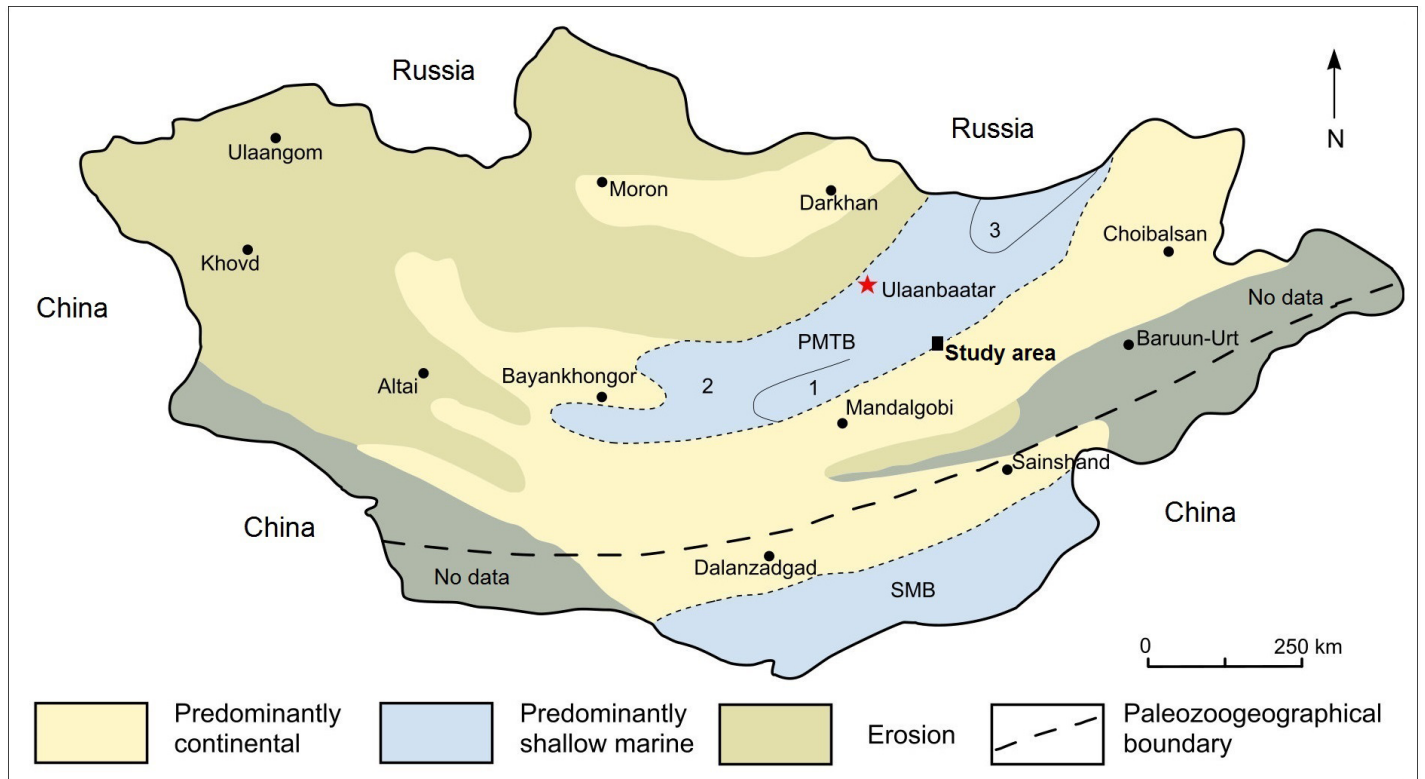 Russia
Russia
N
Ulaangom
Moron
Darkhan
3
Choibalsan
Khovd
China
Ulaanbaatar
No data
PMTB
Study area
Baruun-Urt
Altai
Bayankhongor
2
1
Mandalgobi
Sainshand
China
China
Dalanzadgad
No data
SMB
0 250 km
Predominantly
continental
Predominantly
shallow marine
Erosion
Paleozoogeographical
boundary